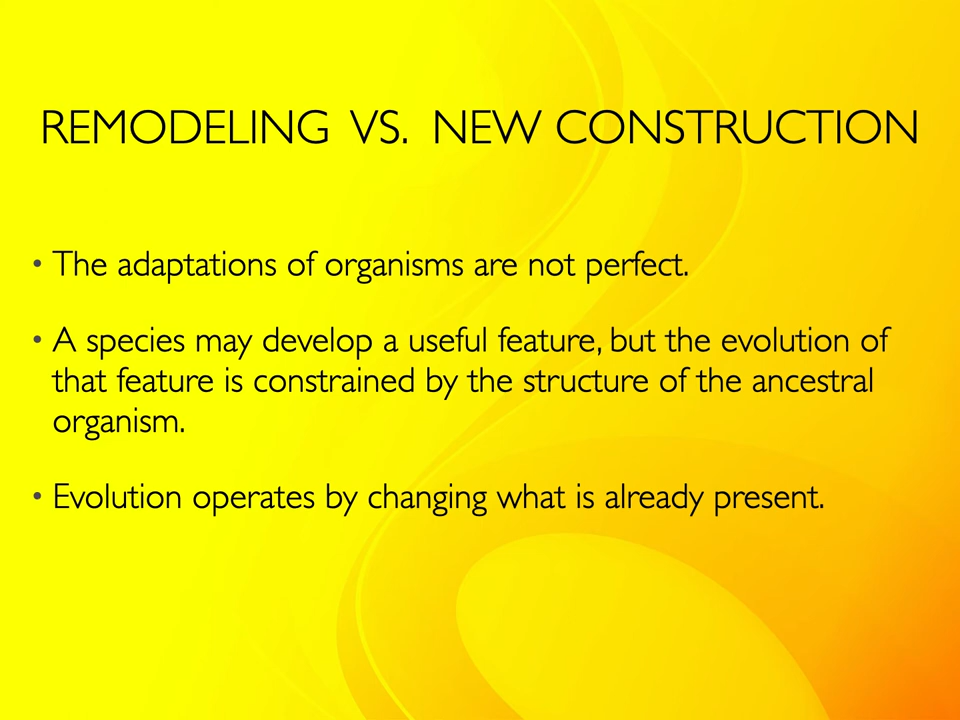 REMODELING VS. NEW CONSTRUCTION
• The adaptations of organisms are not perfect.
• A species may develop a useful feature, but the evolution of
that feature is constrained by the structure of the ancestral
organism.
• Evolution operates by changing what is already present.